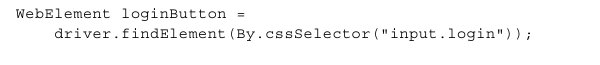 WebElement loginButton =
    driver.findElement(By.cssSelector("input.login"));